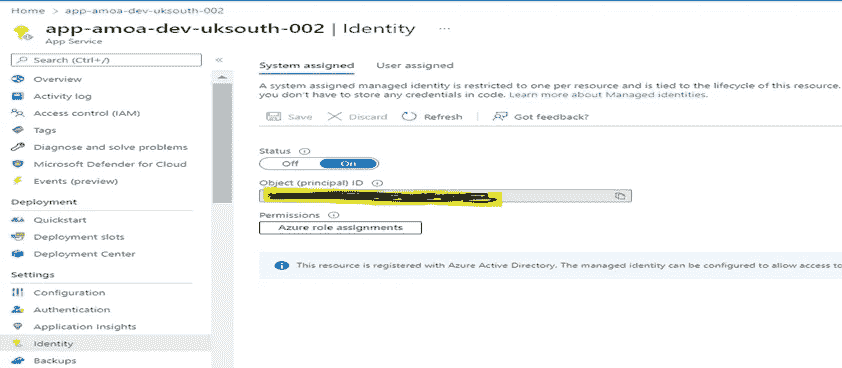 Home > app-amoa-dev-uksouth-002
app-amoa-dev-uksouth-002 | Identity ...
App Service
Search (Ctrl+/)
«
Overview
Activity log
Access control (IAM)
Tags
Diagnose and solve problems
Microsoft Defender for Cloud
Events (preview)
Deployment
Quickstart
Deployment slots
Deployment Center
Settings
Configuration
Authentication
Application Insights
Identity
Backups
System assigned User assigned
A system assigned managed identity is restricted to one per resource and is tied to the lifecycle of this resource.
you don't have to store any credentials in code. Learn more about Managed identities.
Save Discard Refresh Got feedback?
Status
Off On
Object (principal) ID
Permissions
Azure role assignments
This resource is registered with Azure Active Directory. The managed identity can be configured to allow access to